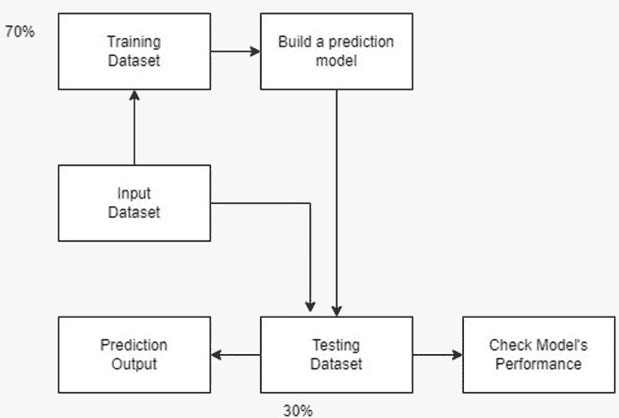 70%
Training
Dataset
Build a prediction
model
Input
Dataset
Prediction
Output
Testing
Dataset
Check Model's
Performance
30%